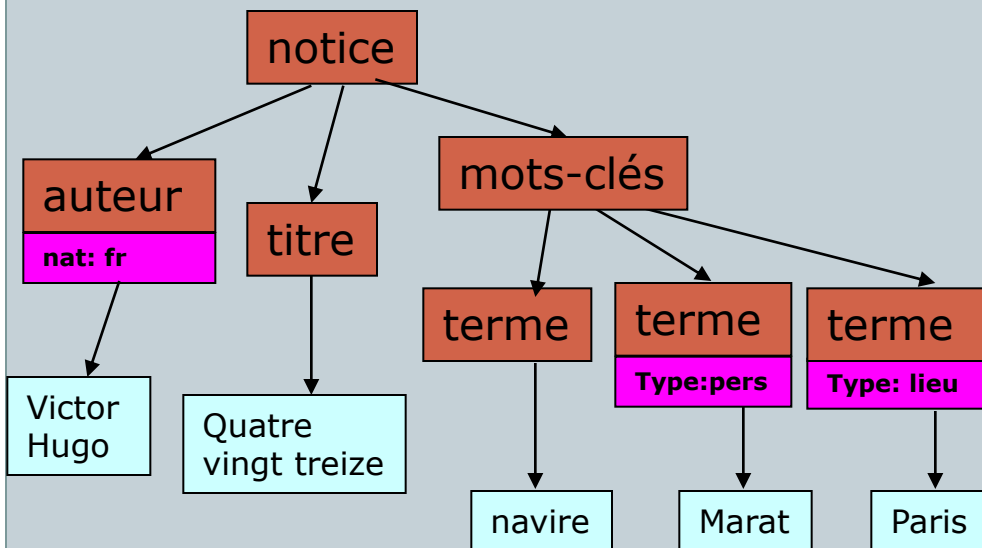 notice
auteur
nat: fr
titre
mots-clés
terme
terme
Type:pers
terme
Type: lieu
Victor
Hugo
Quatre
vingt treize
navire
Marat
Paris